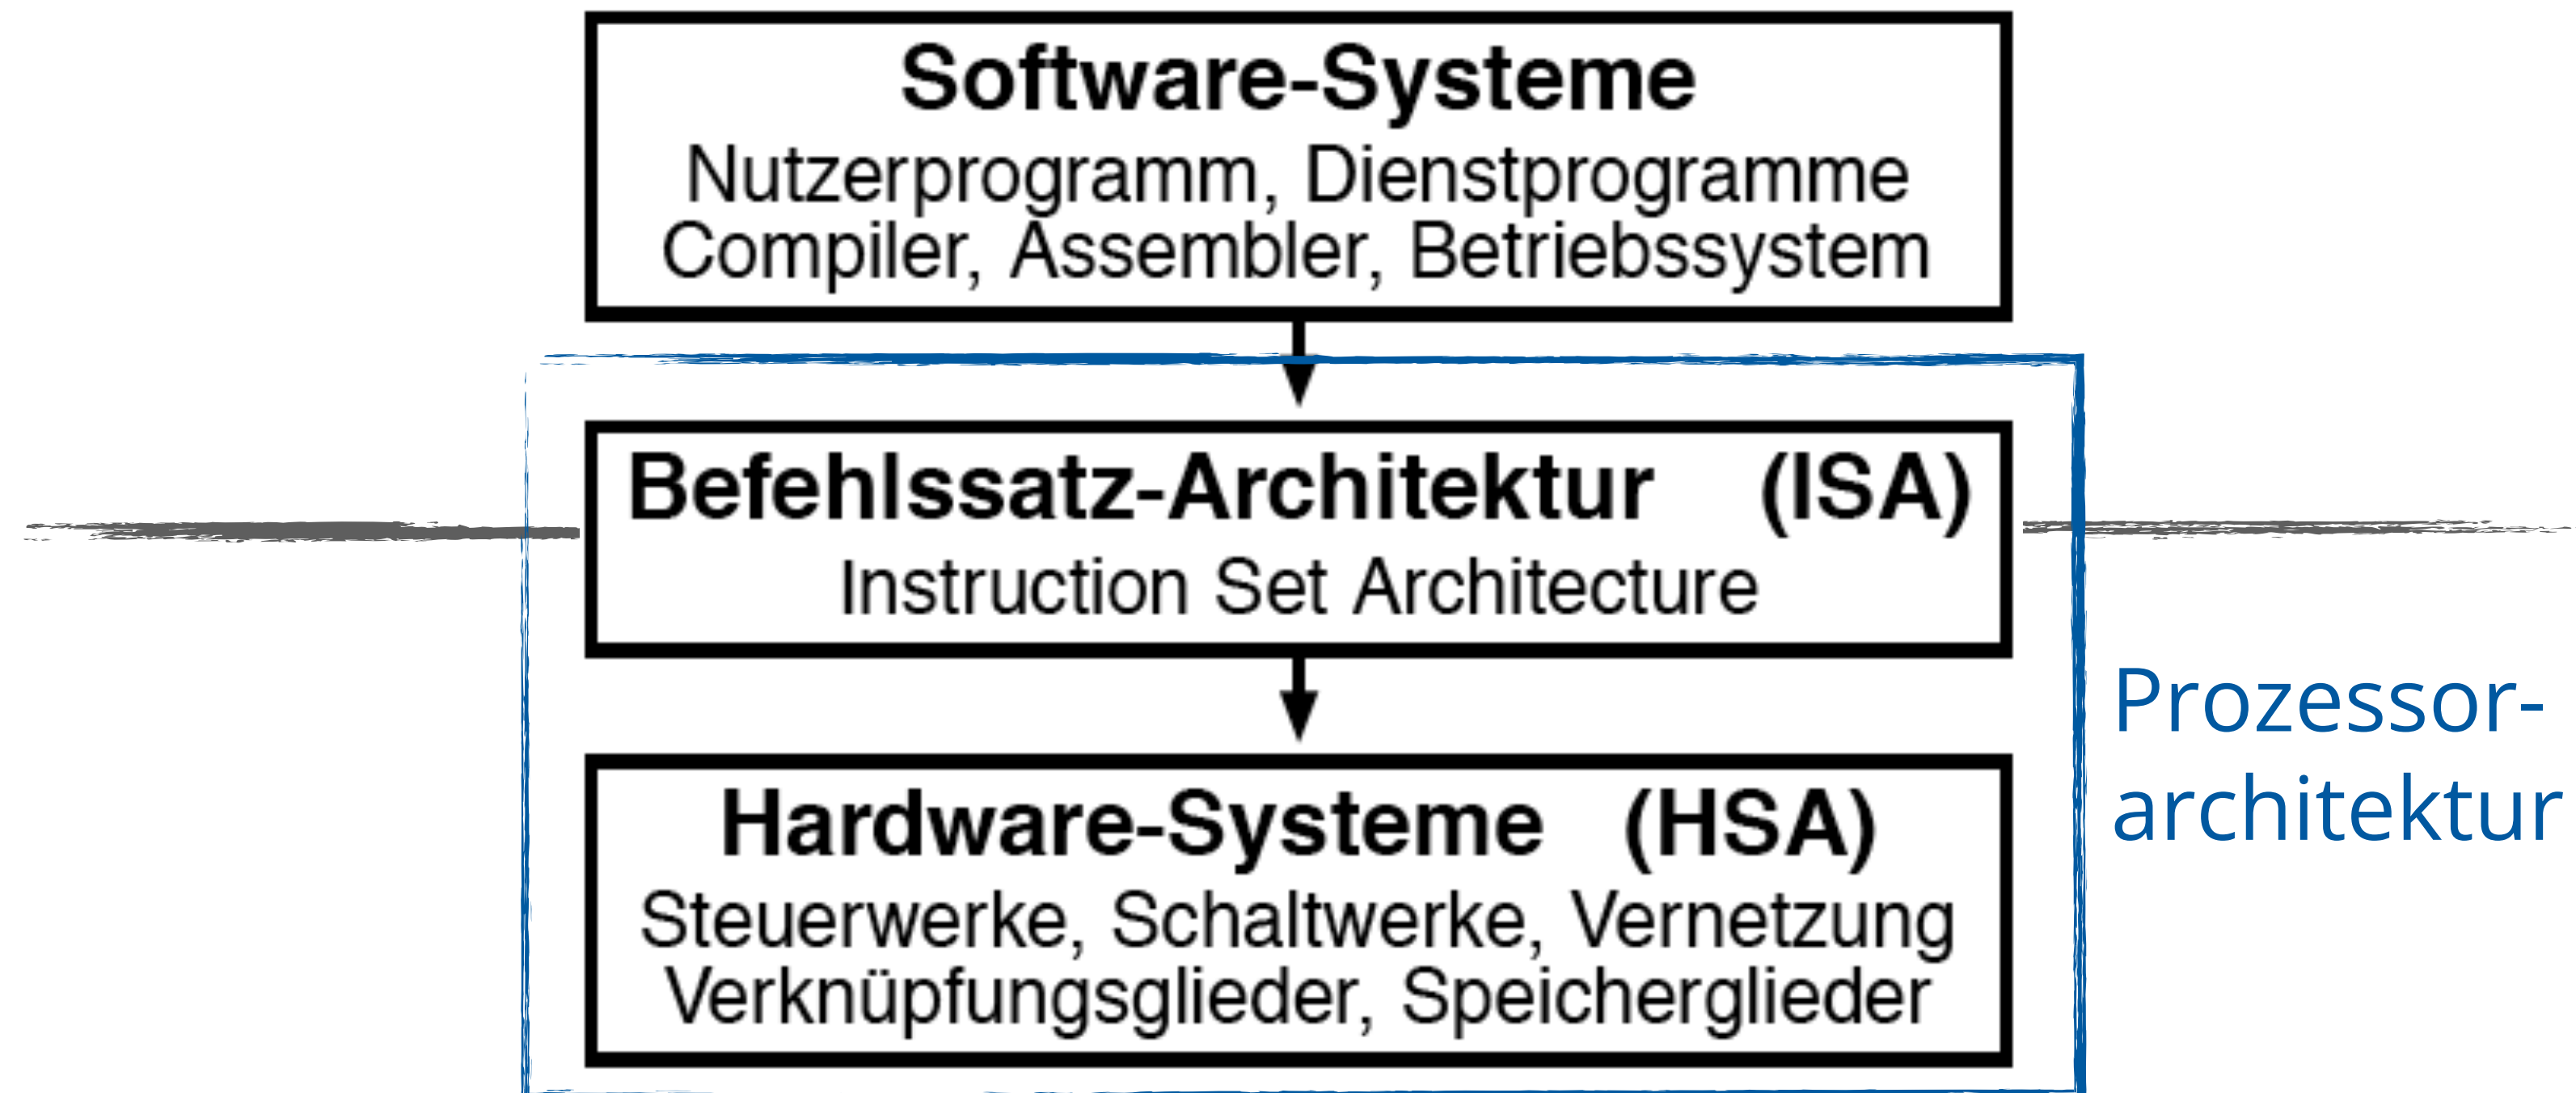 Software-Systeme
Nutzerprogramm, Dienstprogramme
Compiler, Assembler, Betriebssystem
Befehlssatz-Architektur (ISA)
Instruction Set Architecture
Hardware-Systeme (HSA)
Steuerwerke, Schaltwerke, Vernetzung
Verknüpfungsglieder, Speicherglieder
Prozessor-
architektur